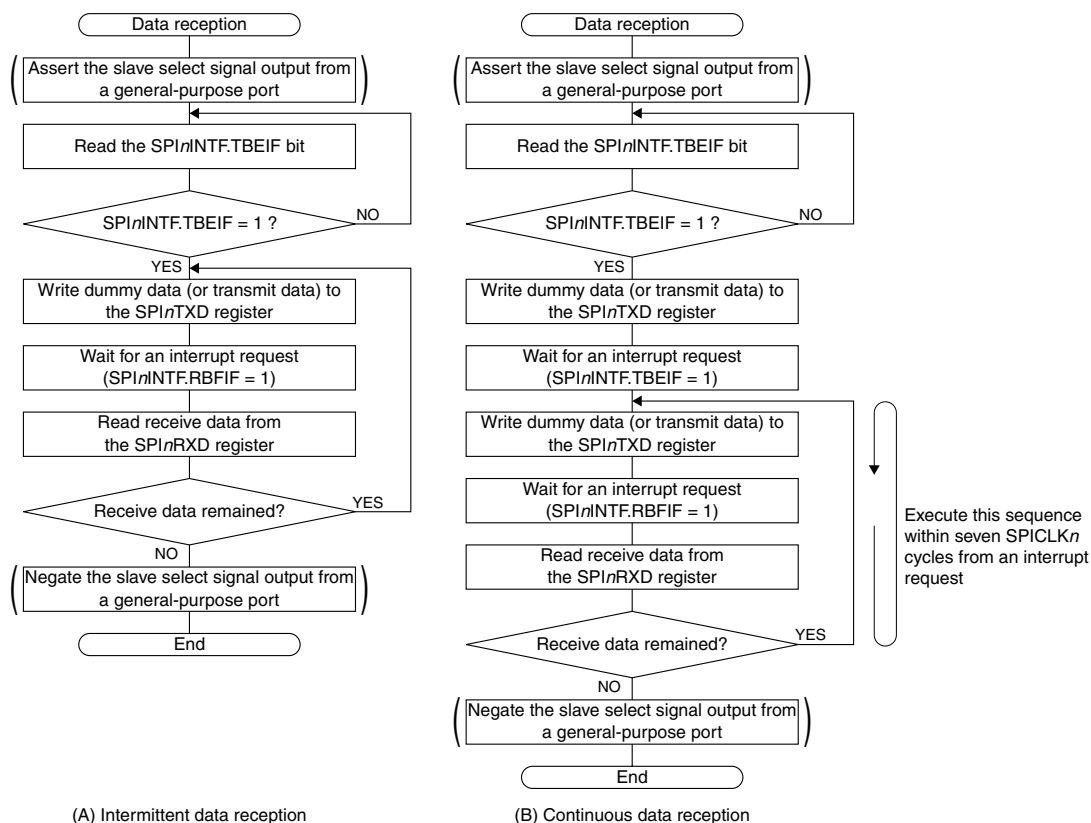 Data reception
(Assert the slave select signal output from
a general-purpose port)
Read the SPInINTF.TBEIF bit
SPInINTF.TBEIF = 1 ?
NO
YES
Write dummy data (or transmit data) to
the SPInTXD register
Wait for an interrupt request
(SPInINTF.RBFIF = 1)
Read receive data from
the SPInRXD register
Receive data remained?
YES
NO
(Negate the slave select signal output from
a general-purpose port)
End
(A) Intermittent data reception
Data reception
(Assert the slave select signal output from
a general-purpose port)
Read the SPInINTF.TBEIF bit
SPInINTF.TBEIF = 1 ?
NO
YES
Write dummy data (or transmit data) to
the SPInTXD register
Wait for an interrupt request
(SPInINTF.TBEIF = 1)
Write dummy data (or transmit data) to
the SPInTXD register
Wait for an interrupt request
(SPInINTF.RBFIF = 1)
Read receive data from
the SPInRXD register
Receive data remained?
YES
NO
(Negate the slave select signal output from
a general-purpose port)
End
Execute this sequence
within seven SPICLKn
cycles from an interrupt
request
(B) Continuous data reception